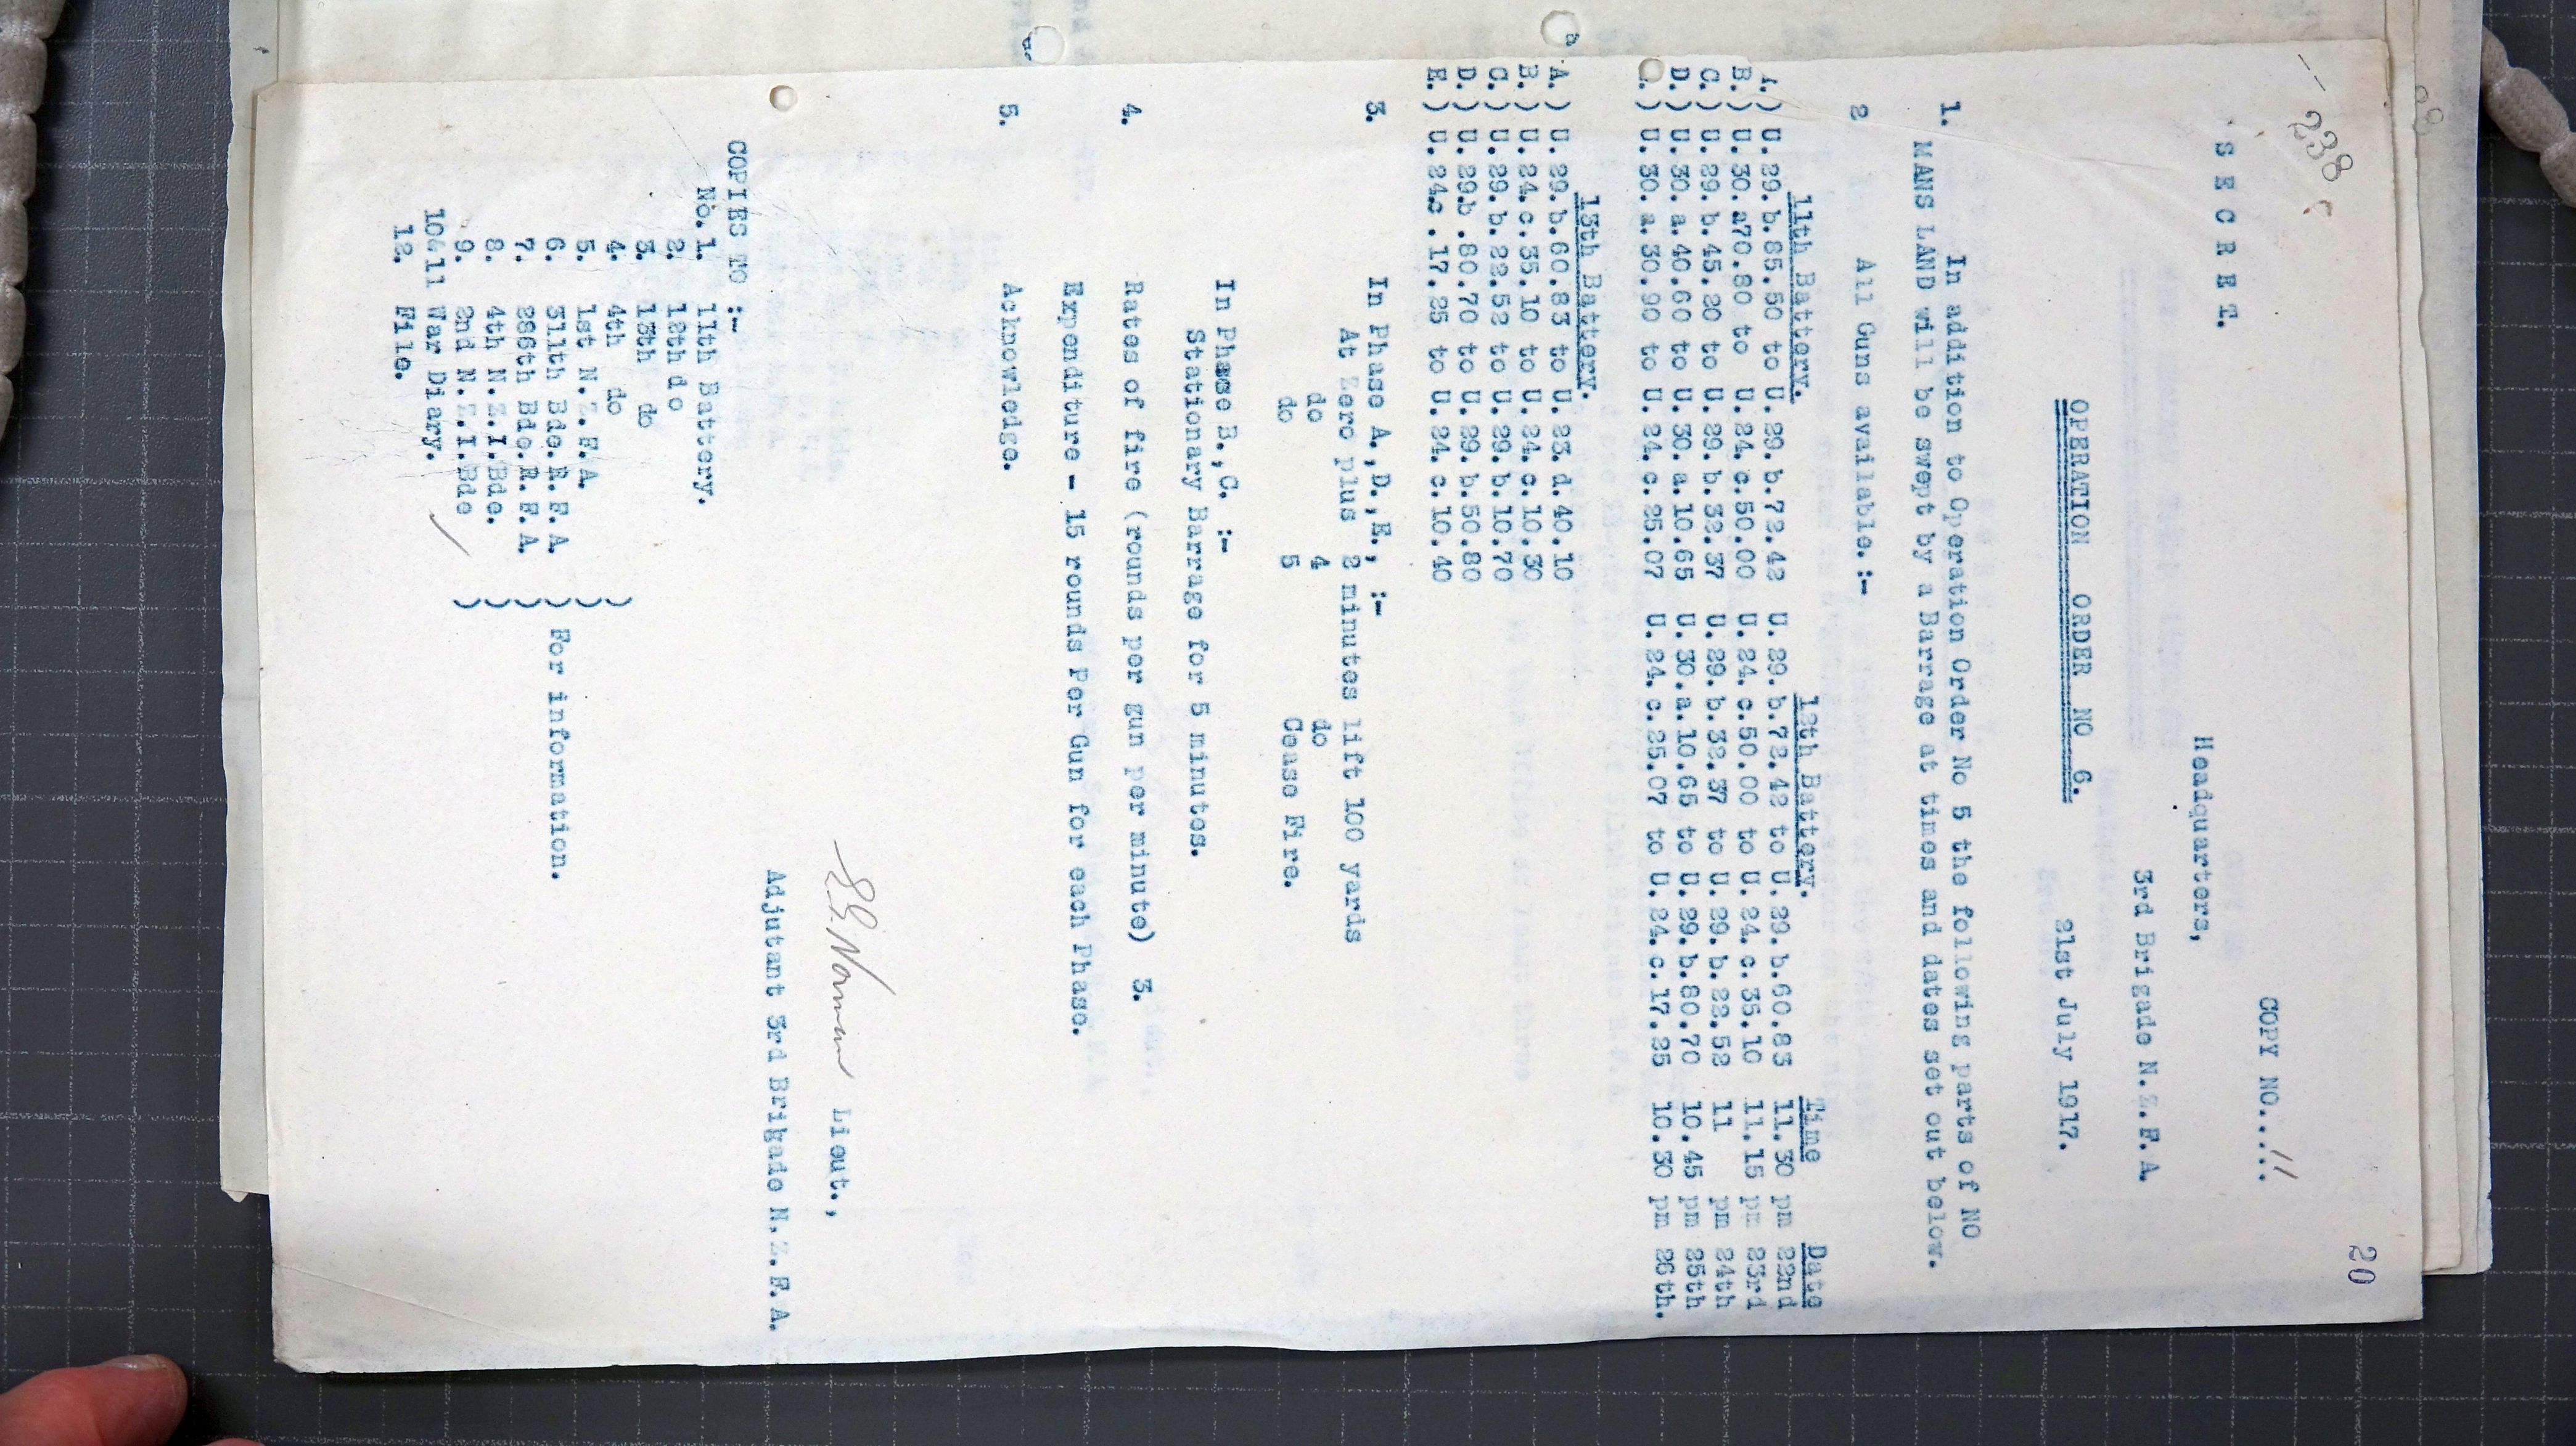 238
20
COPY NO...11..
S E C R E T.
Headquarters,
3rd Brigade N.Z.F.A.
21st July 1917.
OPERATION ORDER NO 6.
1. In addition to Operation Order No 5 the following parts of NO
MANS LAND will be swept by a Barrage at times and dates set out below.
2 All Guns available. :-
11th Battery. 12th Battery. Time Date
A.) U.29.b.85.50 to U.29.b.72.42 U.29.b.72.42 to U.29.b.60.83 11.30 pm 22nd
B.) U.30.a70.80 to U.24.c.50.00 U.24.c.50.00 to U.24.c.35.10 11.15 pm 23rd
C.) U.29.b.45.20 to U.29.b.32.37 U.29.b.32.37 to U.29.b.22.52 11 pm 24th
D.) U.30.a.40.60 to U.30.a.10.65 U.30.a.10.65 to U.29.b.80.70 10.45 pm 25th
E.) U.30.a.30.90 to U.24.c.25.07 U.24.c.25.07 to U.24.c.17.25 10.30 pm 26th.
13th Battery.
A.) U.29.b.60.83 to U.23.d.40.10
B.) U.24.c.35.10 to U.24.c.10.30
C.) U.29.b.22.52 to U.29.b.10.70
D.) U.29.b .80.70 to U.29.b.50.80
E.) U.24.c .17.25 to U.24.c.10.40
3. In Phase A.,D.,E., :-
At Zero plus 2 minutes lift 100 yards
do 4 do
do 5 Cease Fire.
In Phase B.,C. :-
Stationary Barrage for 5 minutes.
4. Rates of fire (rounds per gun per minute) 3.
Expenditure - 15 rounds Per Gun for each Phase.
5. Acknowledge.
Lieut.,
Adjutant 3rd Brigade N.Z.F.A.
COPIES TO :-
No.1. 11th Battery.
2. 12th do
3. 13th do
4. 4th do )
5. 1st N.Z.F.A. )
6. 311th Bde.R.F.A ) For information.
7. 286th Bde.R.F.A. )
8. 4th N.Z.I.Bde. )
9. 2nd N.Z.I.Bde )
10&11 War Diary.
12. File.